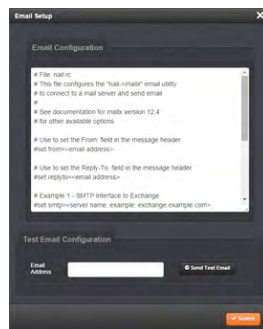 Email Setup
Email Configuration
# File: nail.rc
# This file configures the "nail->mailx" email utility
# to connect to a mail server and send email
#
# See documentation for mailx version 12.4
# for other available options
# Use to set the From: field in the message header
#set from=<email address>
# Use to set the Reply-To: field in the message header
#set replyto=<email address>
# Example 1 - SMTP Interface to Exchange
#set smtp=<server name, example: exchange.example.com>
Test Email Configuration
Email
Address
Send Test Email
Submit